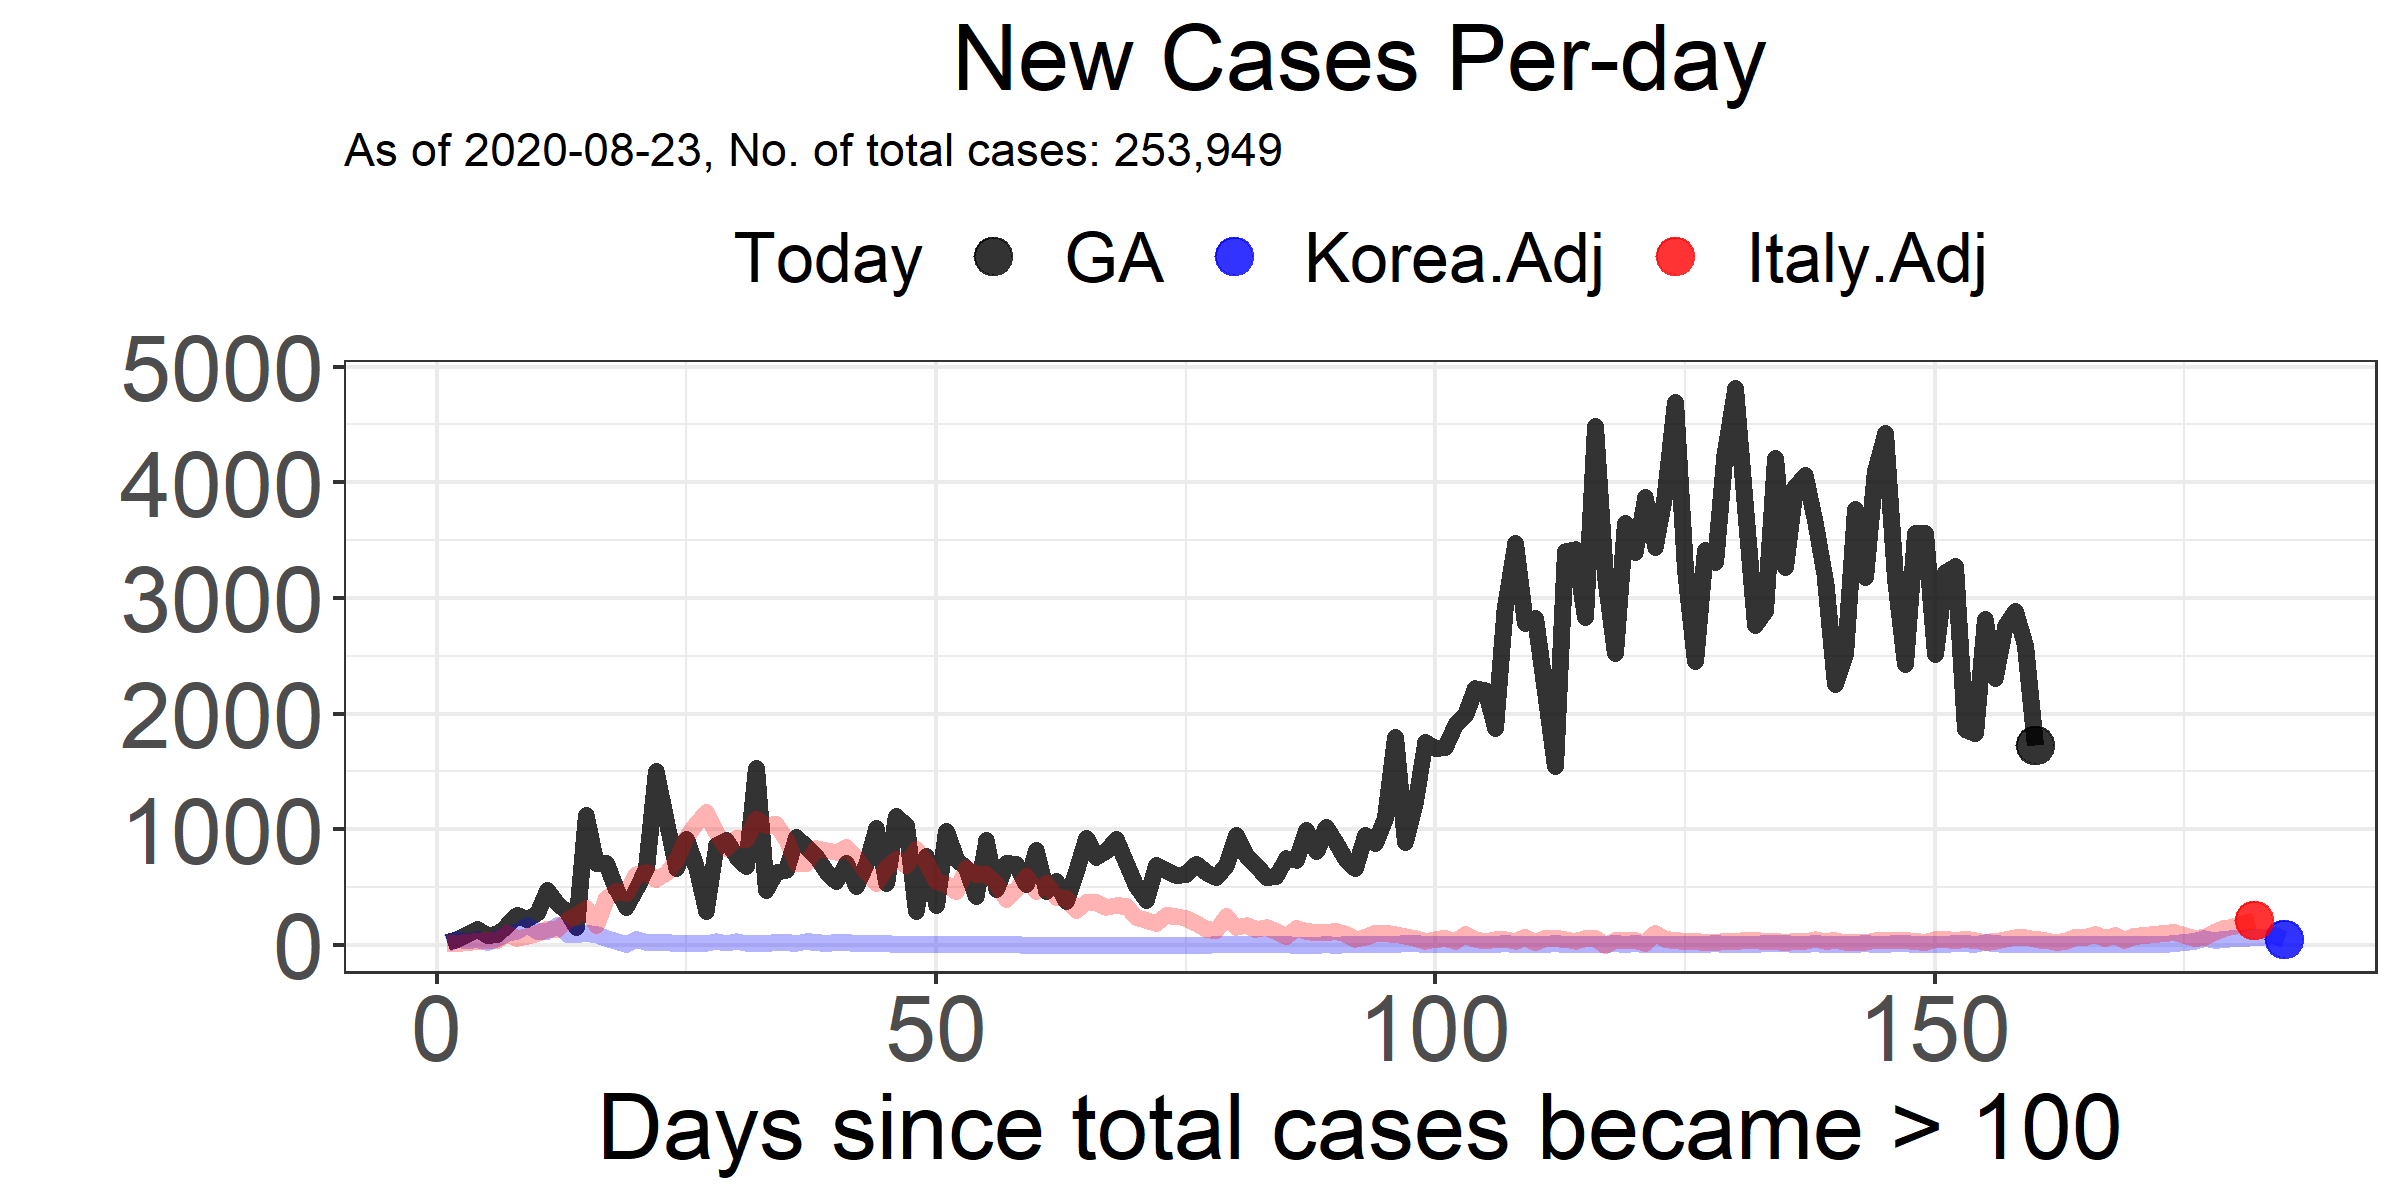 New Cases Per-day
As of 2020-08-23, No. of total cases: 253,949
Today GA Korea.Adj Italy.Adj
5000
4000
3000
2000
1000
0
0 50 100 150
Days since total cases became > 100